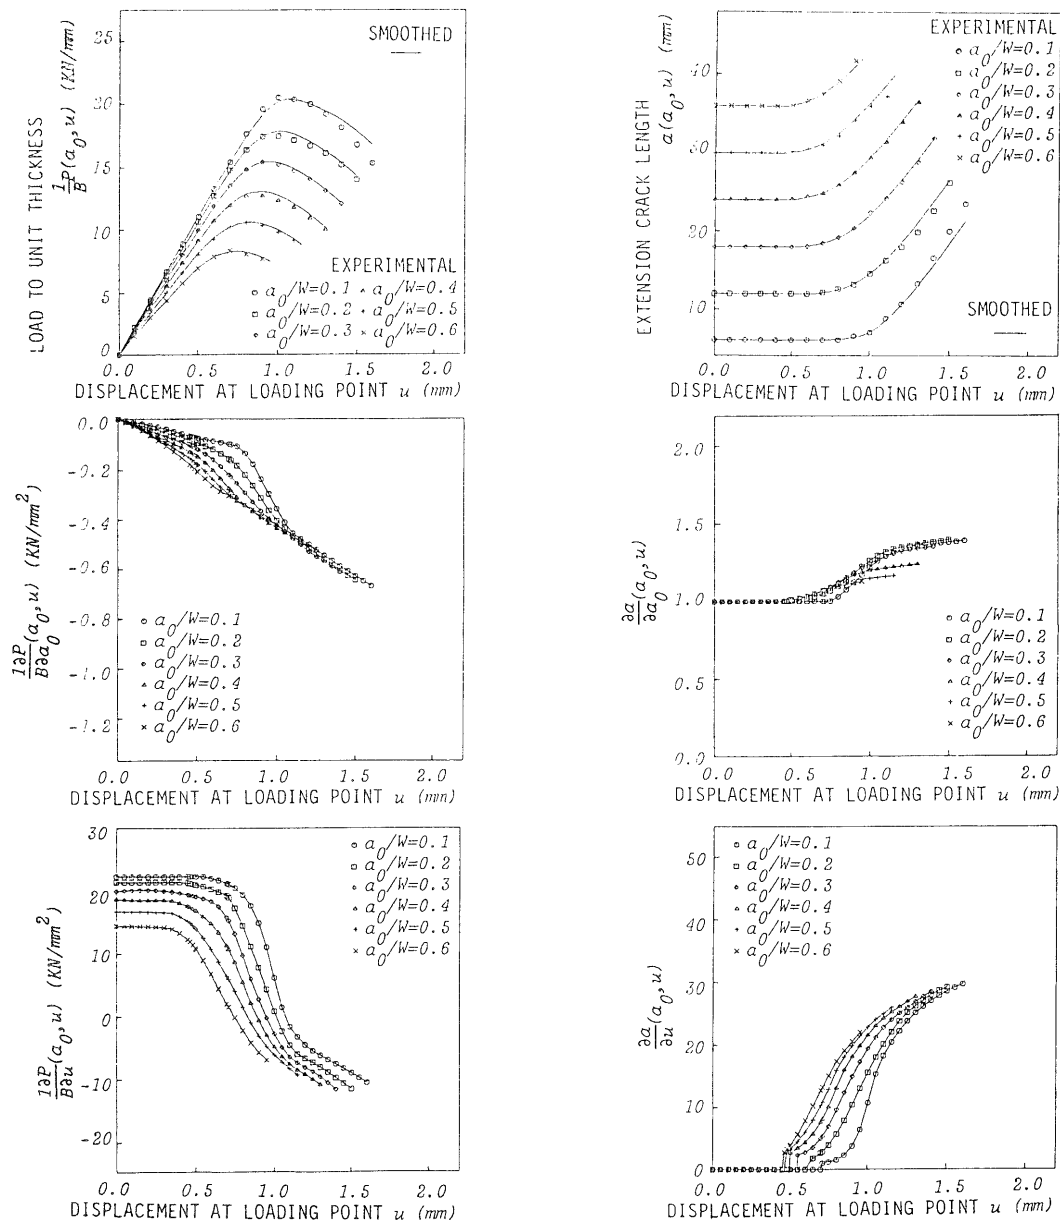 LOAD TO UNIT THICKNESS
1/B P(a0,u) (KN/mm)
25
20
15
10
5
0
SMOOTHED
EXPERIMENTAL
a0/W=0.1 a0/W=0.4
a0/W=0.2 a0/W=0.5
a0/W=0.3 a0/W=0.6
0.0 0.5 1.0 1.5 2.0
DISPLACEMENT AT LOADING POINT u (mm)
EXTENSION CRACK LENGTH
a(a0,u) (mm)
EXPERIMENTAL
a0/W=0.1
a0/W=0.2
a0/W=0.3
a0/W=0.4
a0/W=0.5
a0/W=0.6
SMOOTHED
0.0 0.5 1.0 1.5 2.0
DISPLACEMENT AT LOADING POINT u (mm)
1∂P/B∂a0 (a0,u) (KN/mm2)
0.0
-0.4
-0.6
-0.8
-1.0
-1.2
a0/W=0.1
a0/W=0.2
a0/W=0.3
a0/W=0.4
a0/W=0.5
a0/W=0.6
0.0 0.5 1.0 1.5 2.0
DISPLACEMENT AT LOADING POINT u (mm)
∂a/∂a0 (a0,u)
2.0
1.5
1.0
0.5
0.0
a0/W=0.1
a0/W=0.2
a0/W=0.3
a0/W=0.4
a0/W=0.5
a0/W=0.6
0.0 0.5 1.0 1.5 2.0
DISPLACEMENT AT LOADING POINT u (mm)
1∂P/B∂u (a0,u) (KN/mm2)
30
20
10
0
-10
-20
a0/W=0.1
a0/W=0.2
a0/W=0.3
a0/W=0.4
a0/W=0.5
a0/W=0.6
0.0 0.5 1.0 1.5 2.0
DISPLACEMENT AT LOADING POINT u (mm)
∂a/∂u (a0,u)
50
40
30
20
10
0
a0/W=0.1
a0/W=0.2
a0/W=0.3
a0/W=0.4
a0/W=0.5
a0/W=0.6
0.0 0.5 1.0 1.5 2.0
DISPLACEMENT AT LOADING POINT u (mm)